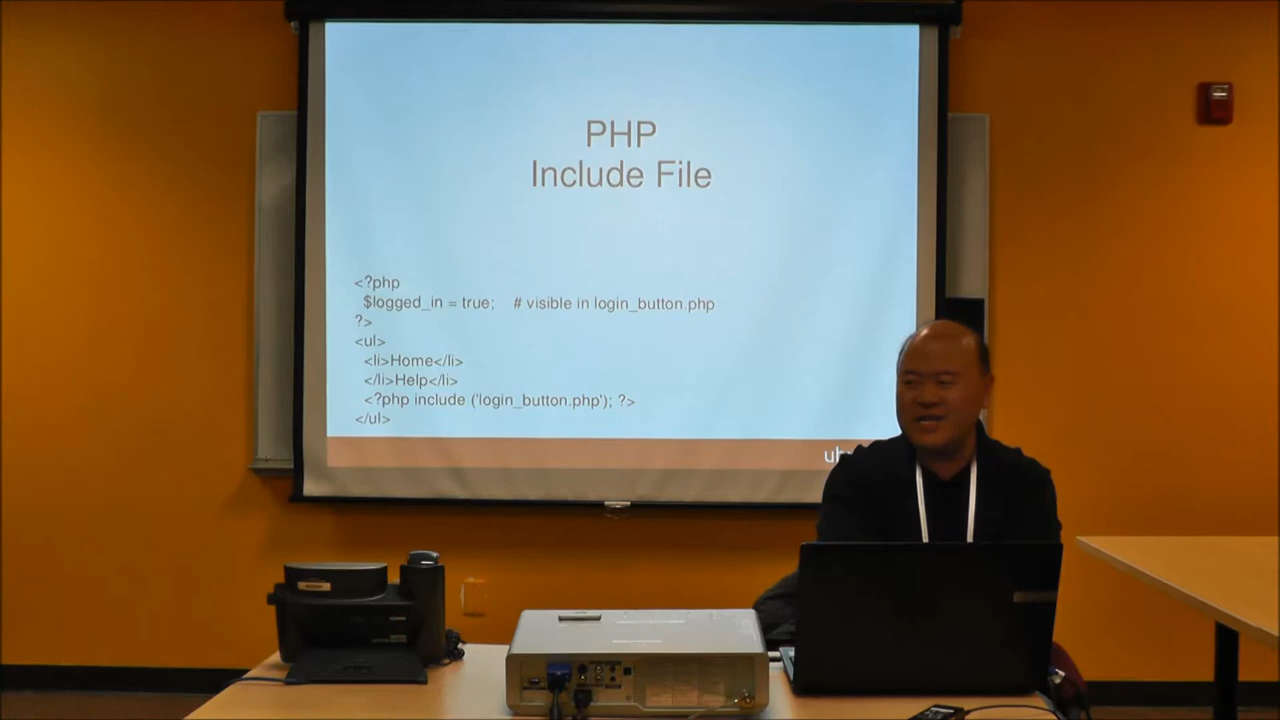 PHP
Include File
<?php
$logged_in = true; # visible in login_button.php
?>
<ul>
<li>Home</li>
</li>Help</li>
<?php include ('login_button.php'); ?>
</ul>